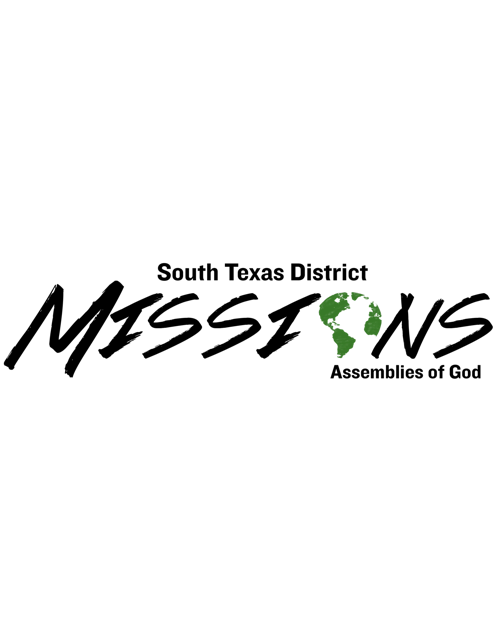 South Texas District
MISSIONS
Assemblies of God